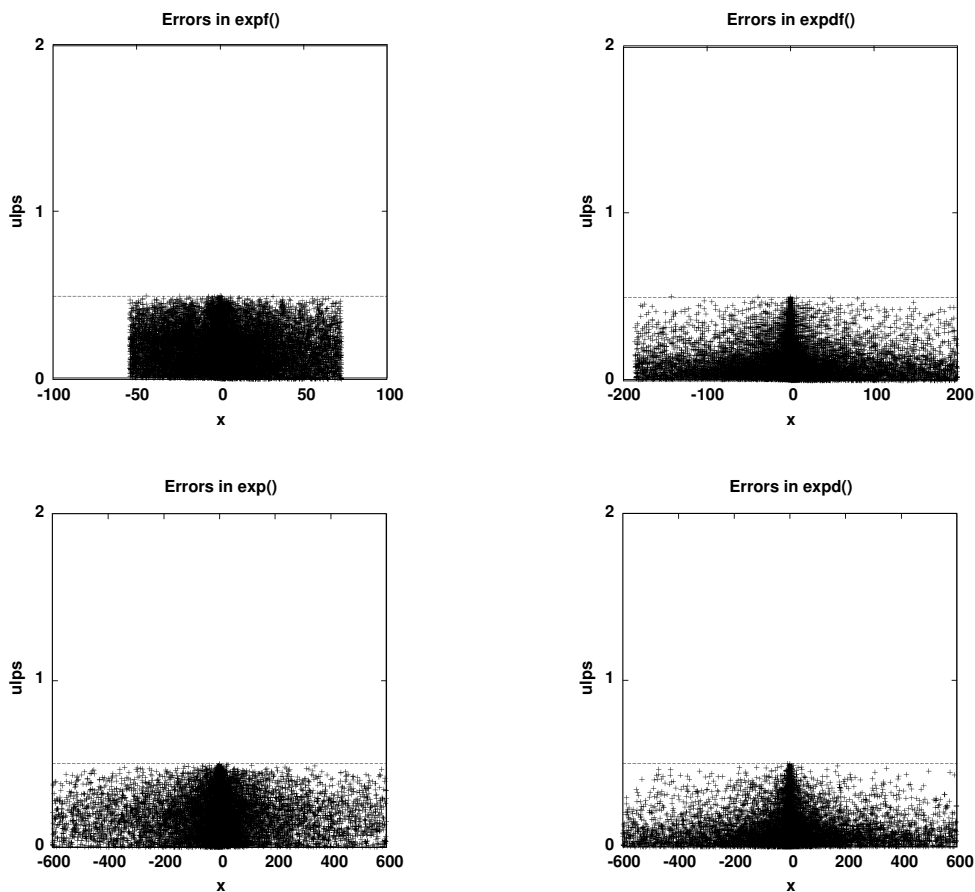 Errors in expf()
2
1
0
ulps
-100 -50 0 50 100
x
Errors in expdf()
2
1
0
ulps
-200 -100 0 100 200
x
Errors in exp()
2
1
0
ulps
-600 -400 -200 0 200 400 600
x
Errors in expd()
2
1
0
ulps
-600 -400 -200 0 200 400 600
x